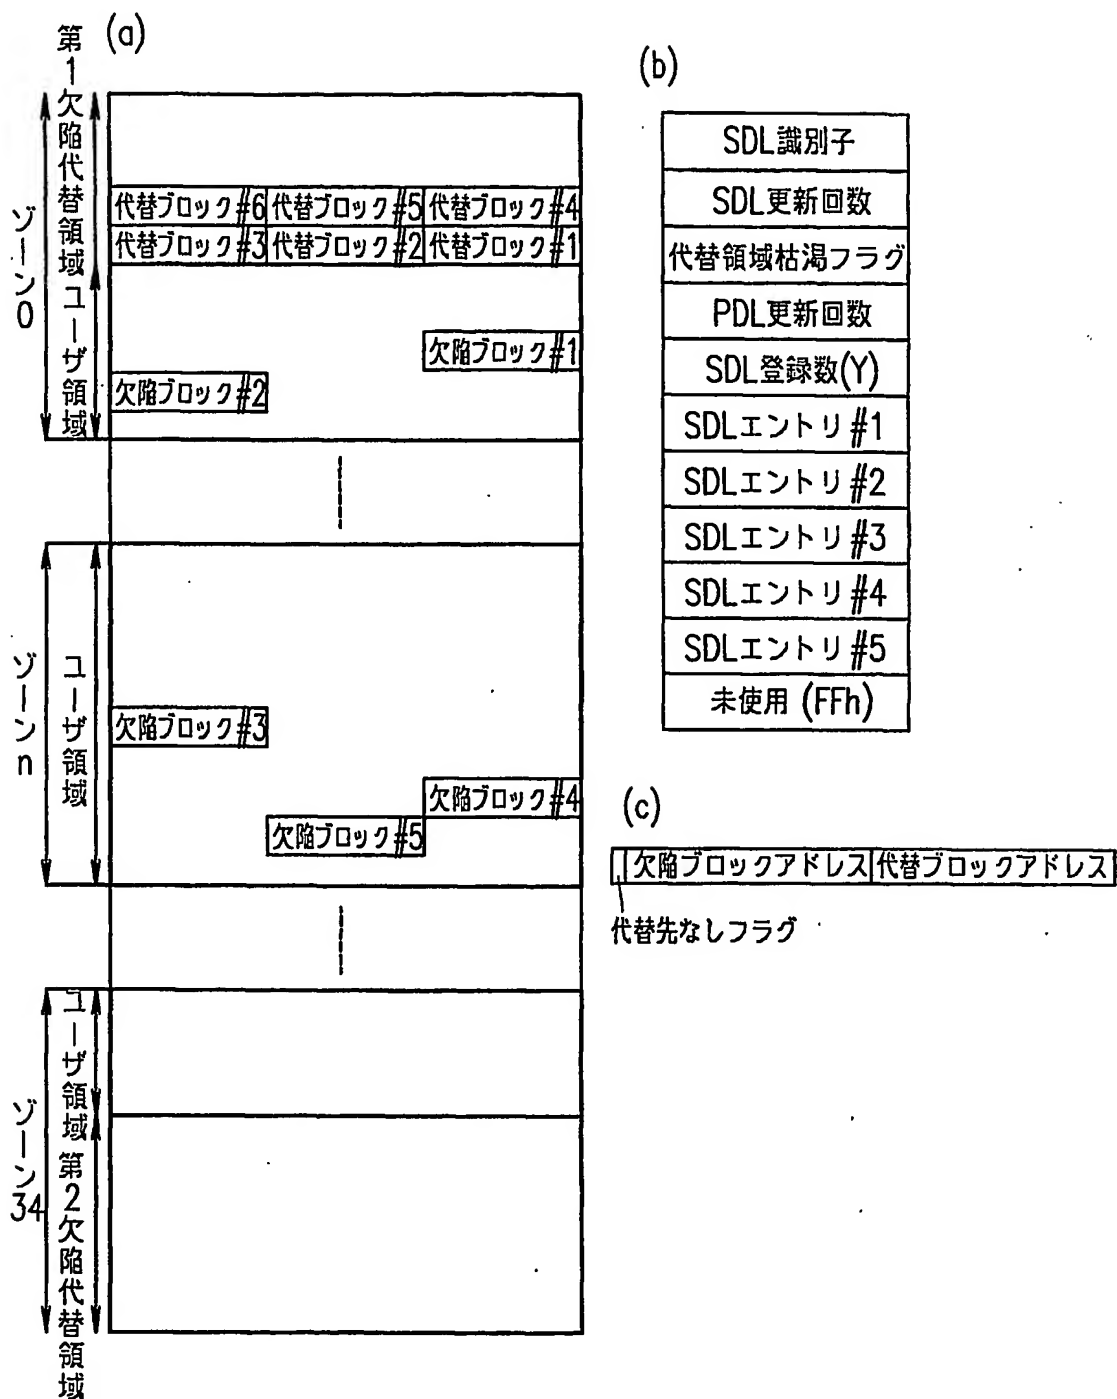 (a)
第1欠陥代替領域
ゾーン0
ユーザ領域
代替ブロック#6 代替ブロック#5 代替ブロック#4
代替ブロック#3 代替ブロック#2 代替ブロック#1
欠陥ブロック#1
欠陥ブロック#2
ゾーンn
ユーザ領域
欠陥ブロック#3
欠陥ブロック#4
欠陥ブロック#5
ゾーン34
ユーザ領域
第2欠陥代替領域
(b)
SDL識別子
SDL更新回数
代替領域枯渇フラグ
PDL更新回数
SDL登録数(Y)
SDLエントリ#1
SDLエントリ#2
SDLエントリ#3
SDLエントリ#4
SDLエントリ#5
未使用 (FFh)
(c)
欠陥ブロックアドレス 代替ブロックアドレス
代替先なしフラグ